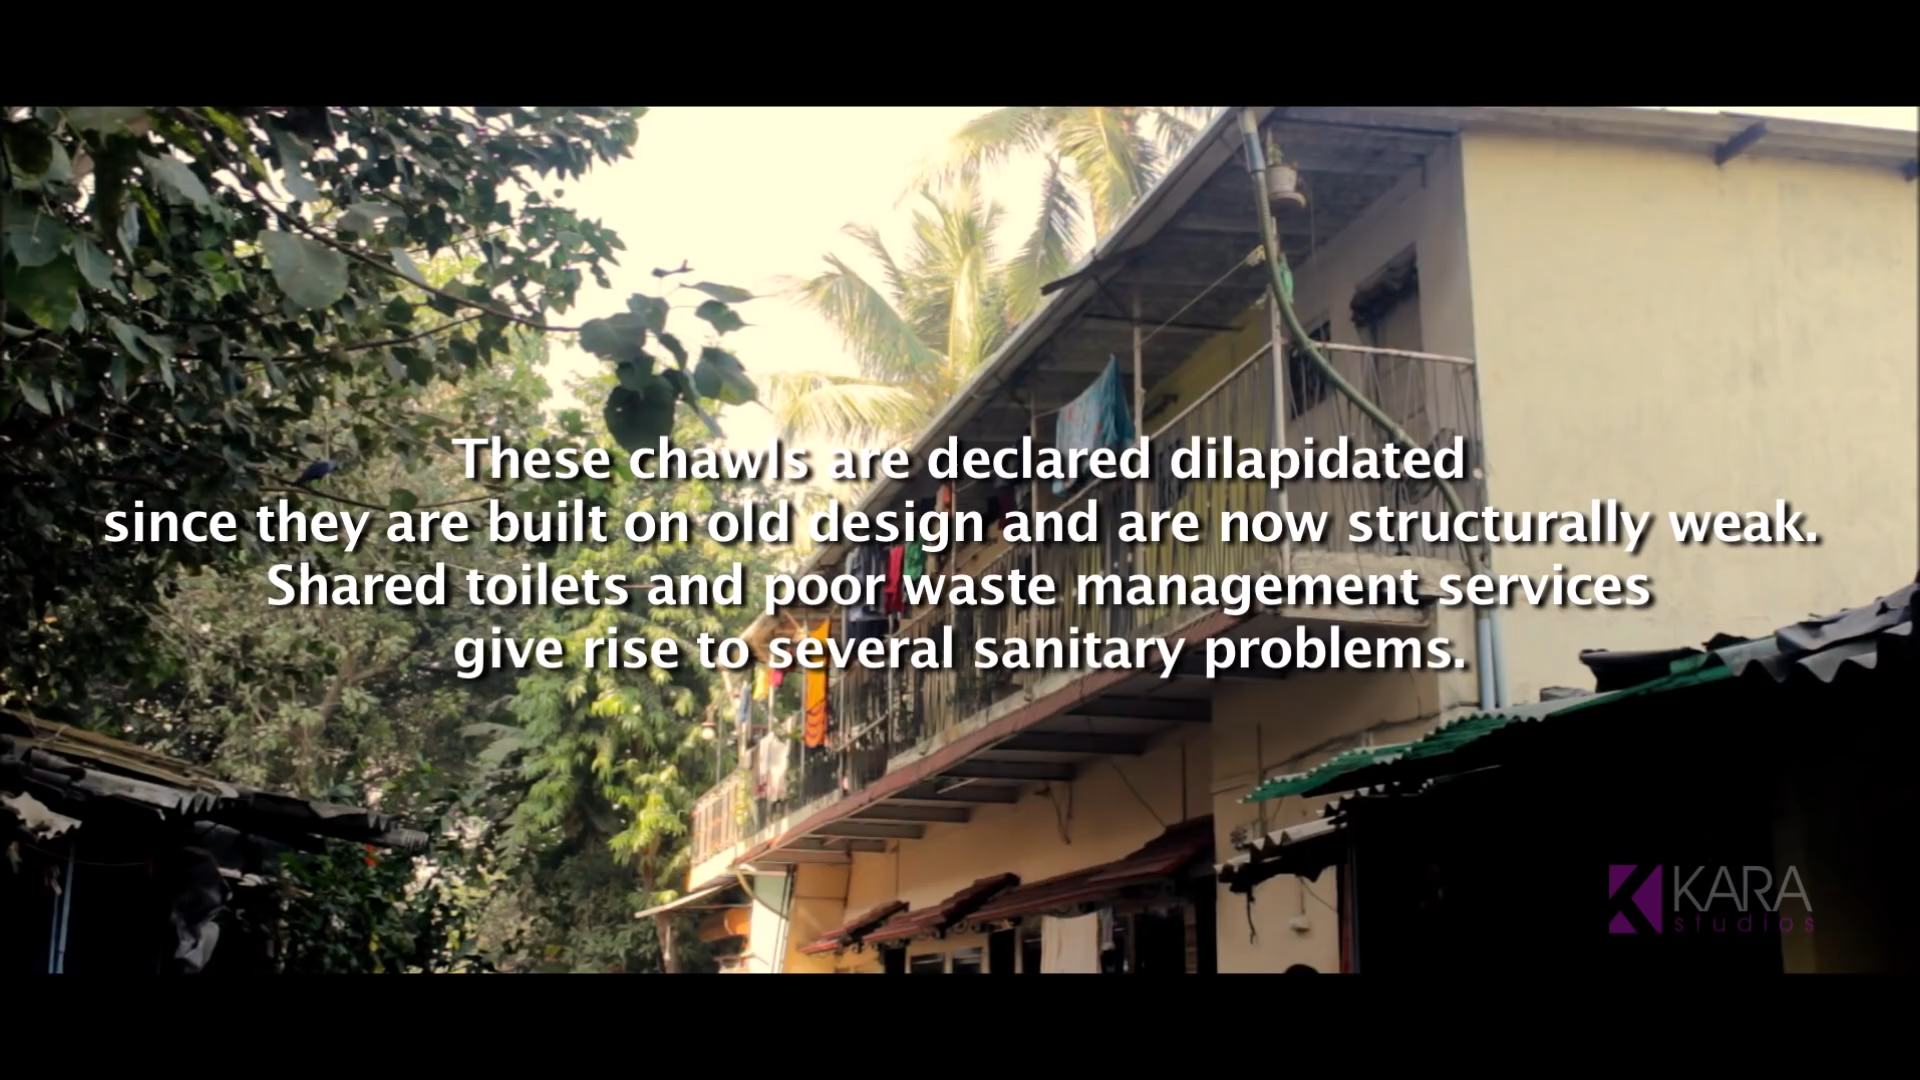 These chawls are declared dilapidated
since they are built on old design and are now structurally weak.
Shared toilets and poor waste management services
give rise to several sanitary problems.
KARA
studios